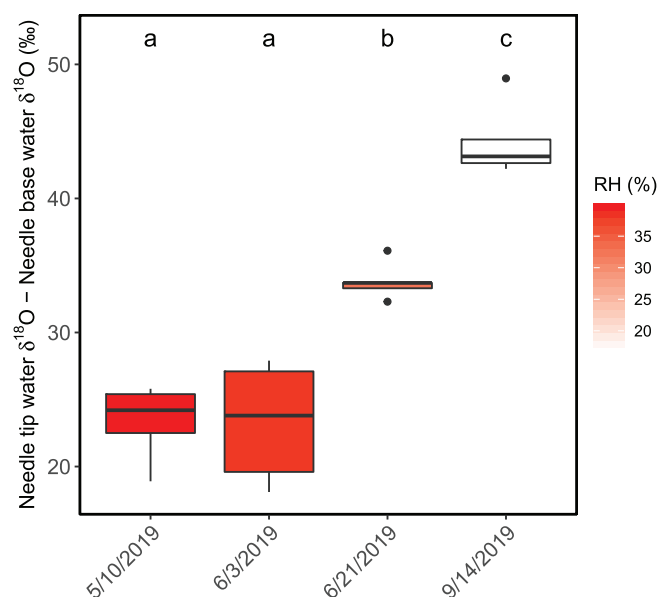 a a b c
Needle tip water δ¹⁸O − Needle base water δ¹⁸O (‰)
50
40
30
20
5/10/2019 6/3/2019 6/21/2019 9/14/2019
RH (%)
35
30
25
20